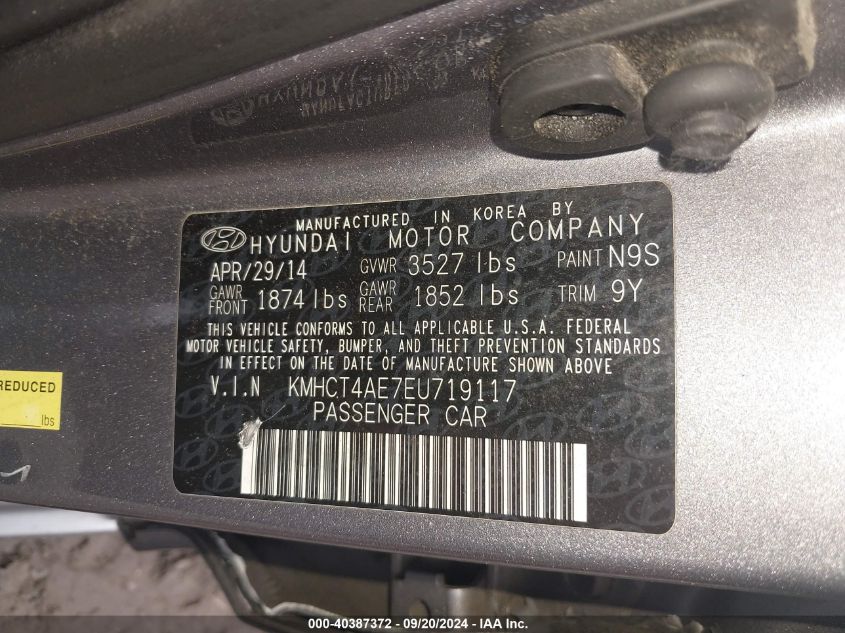 MANUFACTURED IN KOREA BY
HYUNDAI MOTOR COMPANY
APR/29/14 GVWR 3527 lbs PAINT N9S
GAWR FRONT 1874 lbs GAWR REAR 1852 lbs TRIM 9Y
THIS VEHICLE CONFORMS TO ALL APPLICABLE U.S.A. FEDERAL
MOTOR VEHICLE SAFETY, BUMPER, AND THEFT PREVENTION STANDARDS
IN EFFECT ON THE DATE OF MANUFACTURE SHOWN ABOVE
V.I.N KMHCT4AE7EU719117
PASSENGER CAR
REDUCED
lbs
000-40387372 - 09/20/2024 - IAA Inc.